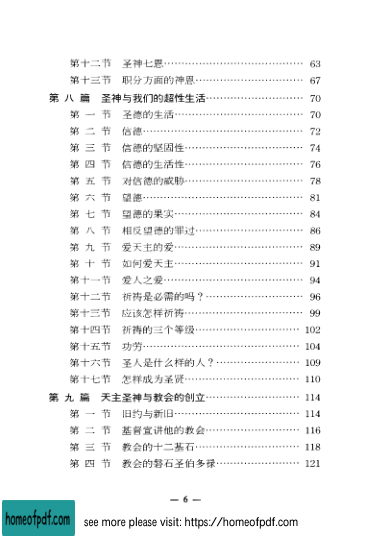 第十二节 圣神七恩…………………………………… 63
第十三节 职分方面的神恩…………………………… 67
第 八 篇 圣神与我们的超性生活……………………… 70
第 一 节 圣德的生活………………………………… 70
第 二 节 信德………………………………………… 72
第 三 节 信德的坚固性……………………………… 74
第 四 节 信德的生活性……………………………… 76
第 五 节 对信德的威胁……………………………… 78
第 六 节 望德………………………………………… 81
第 七 节 望德的果实………………………………… 84
第 八 节 相反望德的罪过…………………………… 86
第 九 节 爱天主的爱………………………………… 89
第 十 节 如何爱天主………………………………… 91
第十一节 爱人之爱…………………………………… 94
第十二节 祈祷是必需的吗？………………………… 96
第十三节 应该怎样祈祷……………………………… 99
第十四节 祈祷的三个等级…………………………… 102
第十五节 功劳………………………………………… 104
第十六节 圣人是什么样的人？……………………… 109
第十七节 怎样成为圣贤……………………………… 110
第 九 篇 天主圣神与教会的创立……………………… 114
第 一 节 旧约与新旧………………………………… 114
第 二 节 基督宣讲他的教会………………………… 116
第 三 节 教会的十二基石…………………………… 118
第 四 节 教会的磐石圣伯多禄……………………… 121
— 6 —
homeofpdf.com see more please visit: https://homeofpdf.com